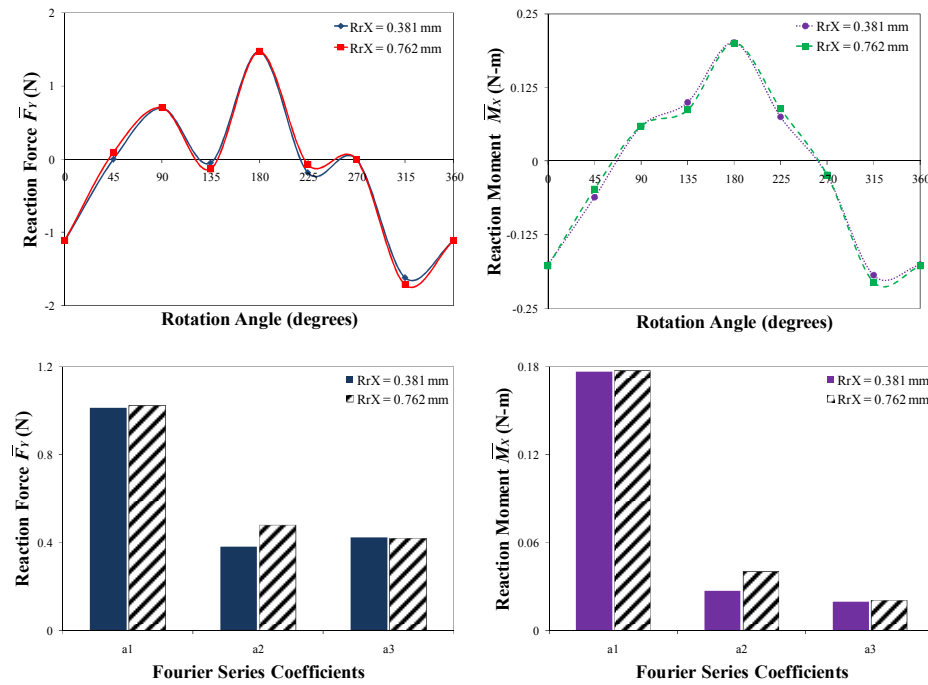 Reaction Force F̅Y (N)
2
1
0
-1
-2
0 45 90 135 180 225 270 315 360
RrX = 0.381 mm
RrX = 0.762 mm
Rotation Angle (degrees)
Reaction Moment M̅X (N-m)
0.25
0.125
0
-0.125
-0.25
0 45 90 135 180 225 270 315 360
RrX = 0.381 mm
RrX = 0.762 mm
Rotation Angle (degrees)
Reaction Force F̅Y (N)
1.2
0.8
0.4
0
RrX = 0.381 mm
RrX = 0.762 mm
a1 a2 a3
Fourier Series Coefficients
Reaction Moment M̅X (N-m)
0.18
0.12
0.06
0
RrX = 0.381 mm
RrX = 0.762 mm
a1 a2 a3
Fourier Series Coefficients